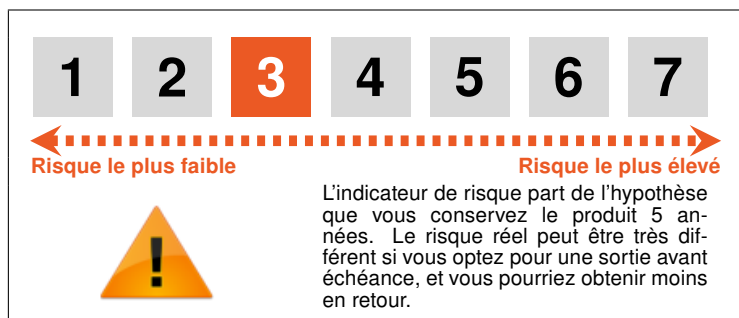 1 2 3 4 5 6 7
Risque le plus faible Risque le plus élevé
L'indicateur de risque part de l'hypothèse
que vous conservez le produit 5 an-
nées. Le risque réel peut être très dif-
férent si vous optez pour une sortie avant
échéance, et vous pourriez obtenir moins
en retour.
!